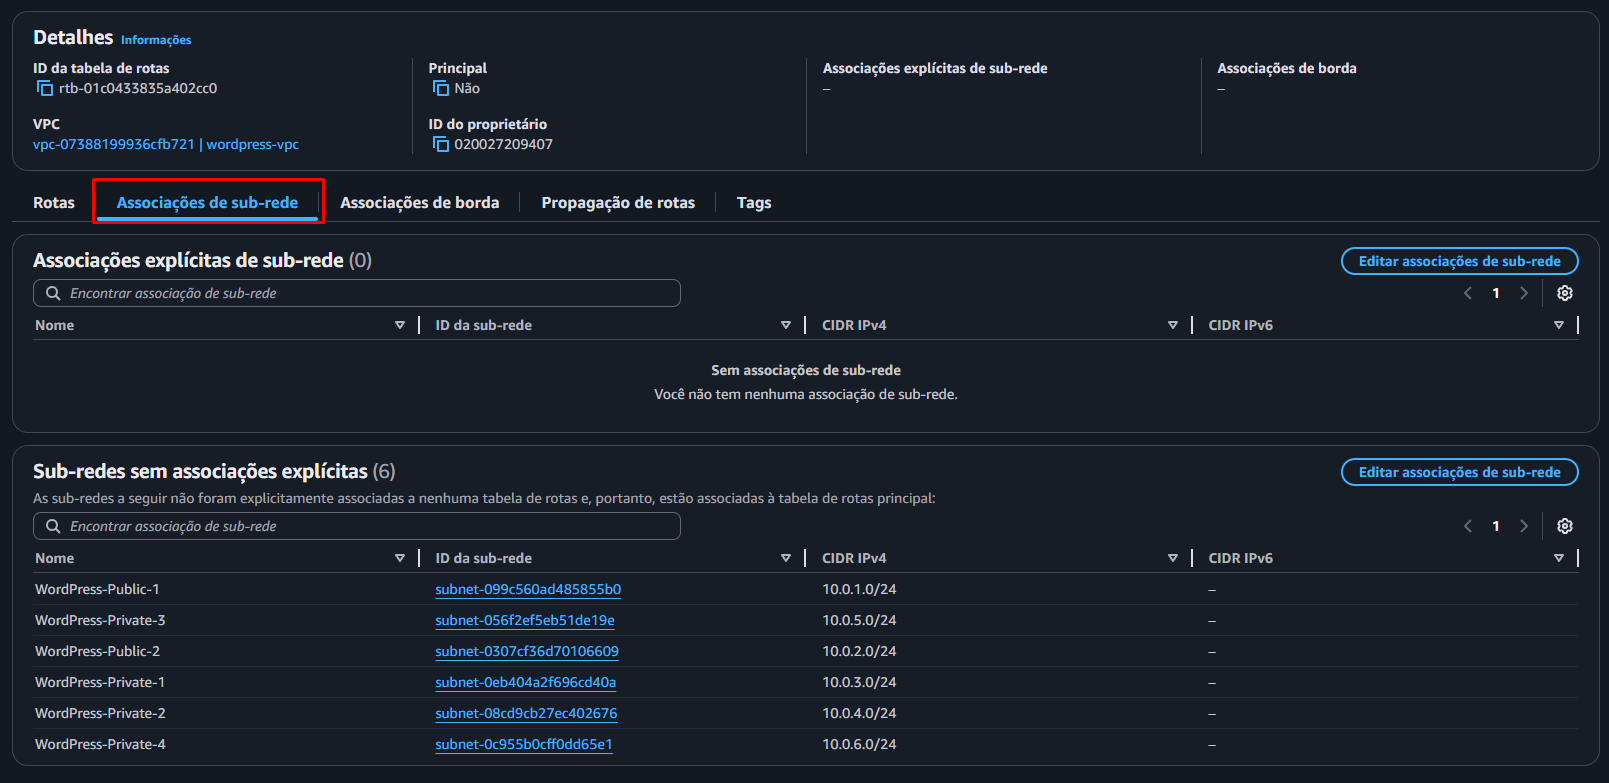 Detalhes Informações
ID da tabela de rotas
rtb-01c0433835a402cc0
Principal
Não
Associações explícitas de sub-rede
–
Associações de borda
–
VPC
vpc-07388199936cfb721 | wordpress-vpc
ID do proprietário
020027209407
Rotas Associações de sub-rede Associações de borda Propagação de rotas Tags
Associações explícitas de sub-rede (0) Editar associações de sub-rede
Encontrar associação de sub-rede 1
Nome ID da sub-rede CIDR IPv4 CIDR IPv6
Sem associações de sub-rede
Você não tem nenhuma associação de sub-rede.
Sub-redes sem associações explícitas (6) Editar associações de sub-rede
As sub-redes a seguir não foram explicitamente associadas a nenhuma tabela de rotas e, portanto, estão associadas à tabela de rotas principal:
Encontrar associação de sub-rede 1
Nome ID da sub-rede CIDR IPv4 CIDR IPv6
WordPress-Public-1 subnet-099c560ad485855b0 10.0.1.0/24 –
WordPress-Private-3 subnet-056f2ef5eb51de19e 10.0.5.0/24 –
WordPress-Public-2 subnet-0307cf36d70106609 10.0.2.0/24 –
WordPress-Private-1 subnet-0eb404a2f696cd40a 10.0.3.0/24 –
WordPress-Private-2 subnet-08cd9cb27ec402676 10.0.4.0/24 –
WordPress-Private-4 subnet-0c955b0cff0dd65e1 10.0.6.0/24 –